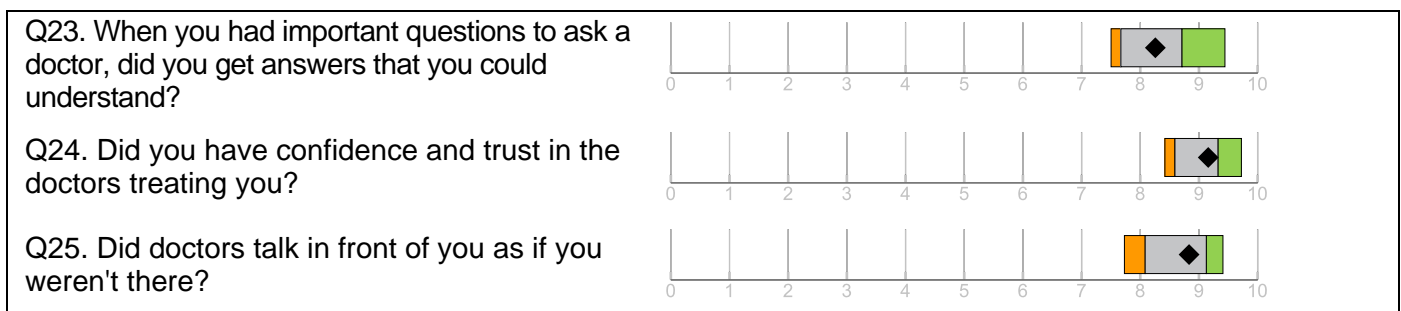 Q23. When you had important questions to ask a
doctor, did you get answers that you could
understand?
0 1 2 3 4 5 6 7 8 9 10
Q24. Did you have confidence and trust in the
doctors treating you?
0 1 2 3 4 5 6 7 8 9 10
Q25. Did doctors talk in front of you as if you
weren't there?
0 1 2 3 4 5 6 7 8 9 10